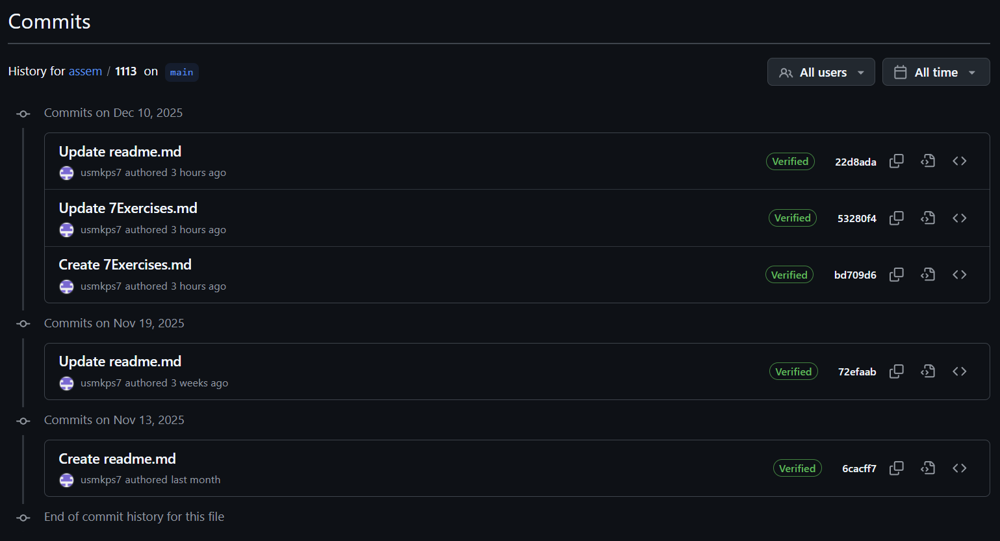 Commits
History for assem / 1113 on main
All users
All time
Commits on Dec 10, 2025
Update readme.md
usmkps7 authored 3 hours ago
Verified
22d8ada
Update 7Exercises.md
usmkps7 authored 3 hours ago
Verified
53280f4
Create 7Exercises.md
usmkps7 authored 3 hours ago
Verified
bd709d6
Commits on Nov 19, 2025
Update readme.md
usmkps7 authored 3 weeks ago
Verified
72efaab
Commits on Nov 13, 2025
Create readme.md
usmkps7 authored last month
Verified
6cacff7
End of commit history for this file